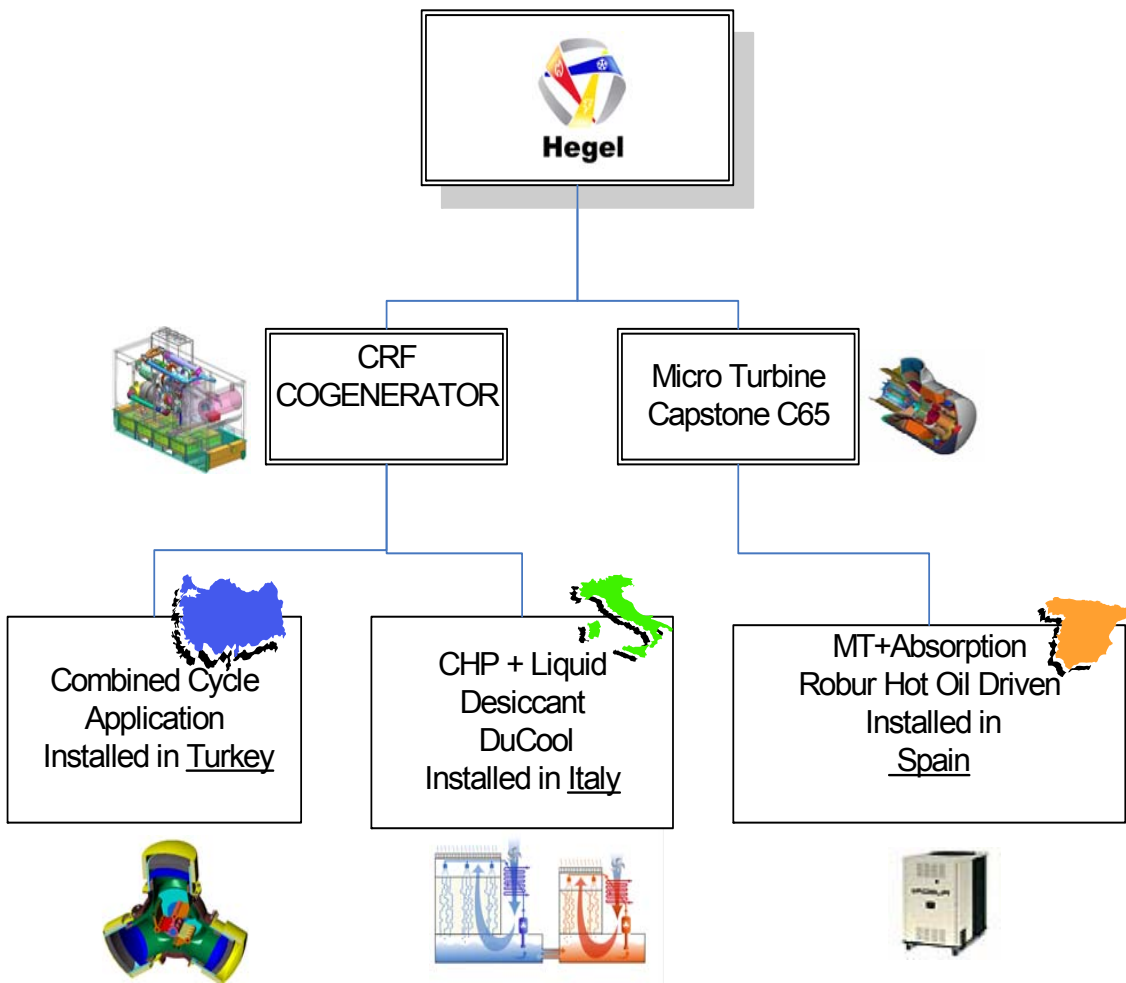 Hegel
CRF
COGENERATOR
Micro Turbine
Capstone C65
Combined Cycle
Application
Installed in Turkey
CHP + Liquid
Desiccant
DuCool
Installed in Italy
MT+Absorption
Robur Hot Oil Driven
Installed in
Spain
ROBUR